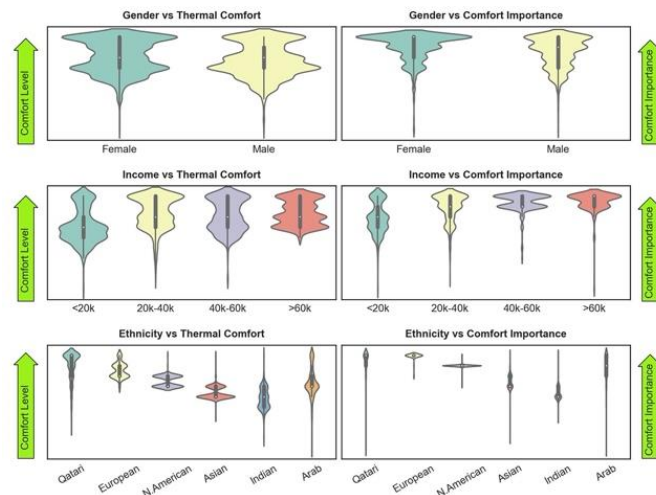 Gender vs Thermal Comfort
Gender vs Comfort Importance
Comfort Level
Comfort Importance
Female Male
Female Male
Income vs Thermal Comfort
Income vs Comfort Importance
Comfort Level
Comfort Importance
<20k 20k-40k 40k-60k >60k
<20k 20k-40k 40k-60k >60k
Ethnicity vs Thermal Comfort
Ethnicity vs Comfort Importance
Comfort Level
Comfort Importance
Qatari European N,American Asian Indian Arab
Qatari European N,American Asian Indian Arab